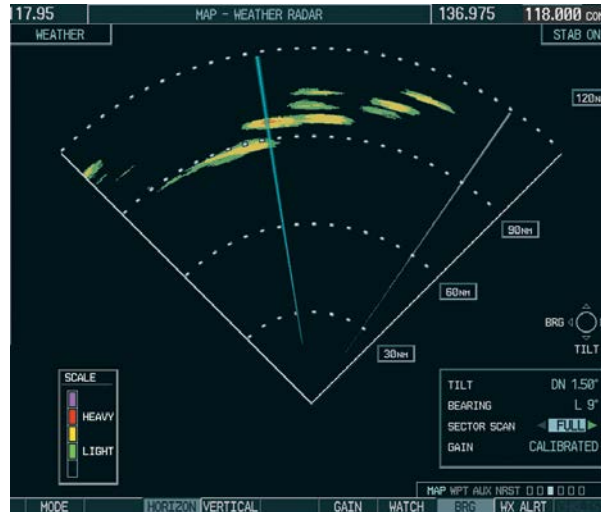 17.95 MAP – WEATHER RADAR 136.975 118.000 COM
WEATHER STAB ON
120NM
90NM
60NM
BRG
TILT
30NM
SCALE
HEAVY
LIGHT
TILT DN 1.50°
BEARING L 9°
SECTOR SCAN FULL
GAIN CALIBRATED
MAP WPT AUX NRST
MODE HORIZON VERTICAL GAIN WATCH BRG WX ALRT